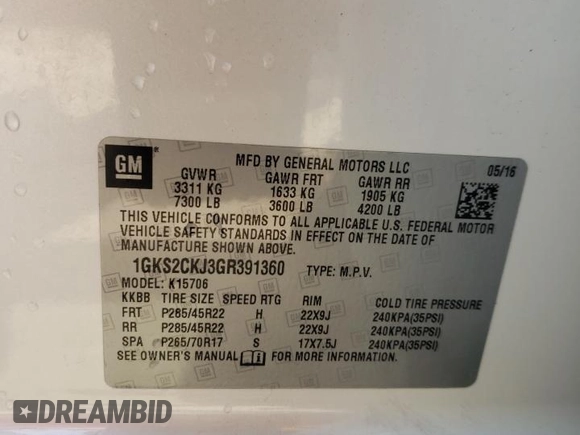 GM
®
MFD BY GENERAL MOTORS LLC
05/16
GVWR GAWR FRT GAWR RR
3311 KG 1633 KG 1905 KG
7300 LB 3600 LB 4200 LB
THIS VEHICLE CONFORMS TO ALL APPLICABLE U.S. FEDERAL MOTOR
VEHICLE SAFETY STANDARDS IN EFFECT ON THE DATE OF
MANUFACTURE SHOWN ABOVE.
1GKS2CKJ3GR391360 TYPE: M.P.V.
MODEL: K15706
KKBB TIRE SIZE SPEED RTG RIM COLD TIRE PRESSURE
FRT P285/45R22 H 22X9J 240KPA(35PSI)
RR P285/45R22 H 22X9J 240KPA(35PSI)
SPA P265/70R17 S 17X7.5J 240KPA(35PSI)
SEE OWNER'S MANUAL FOR MORE INFORMATION.
DREAMBID